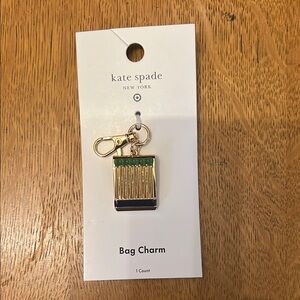 kate spade
NEW YORK
Bag Charm
1 Count